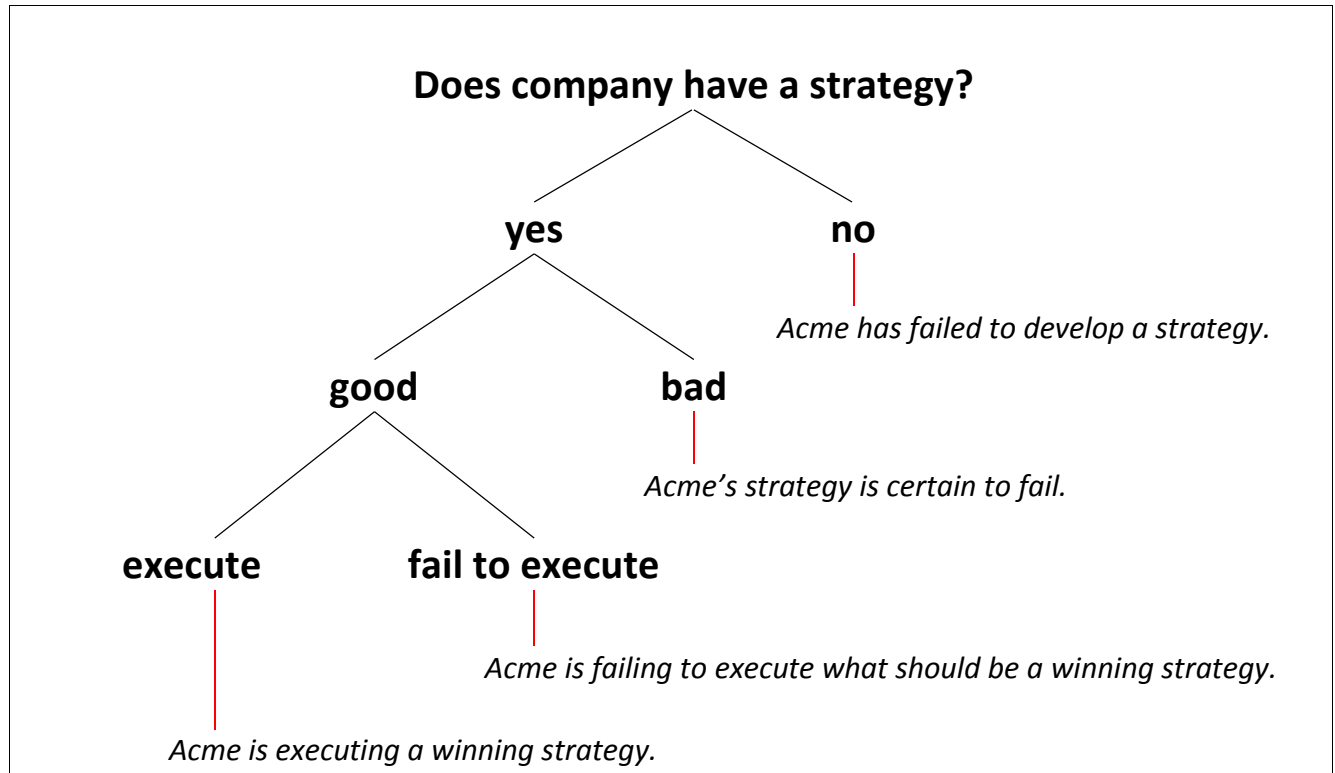 Does company have a strategy?
yes
no
Acme has failed to develop a strategy.
good
bad
Acme’s strategy is certain to fail.
execute
fail to execute
Acme is failing to execute what should be a winning strategy.
Acme is executing a winning strategy.